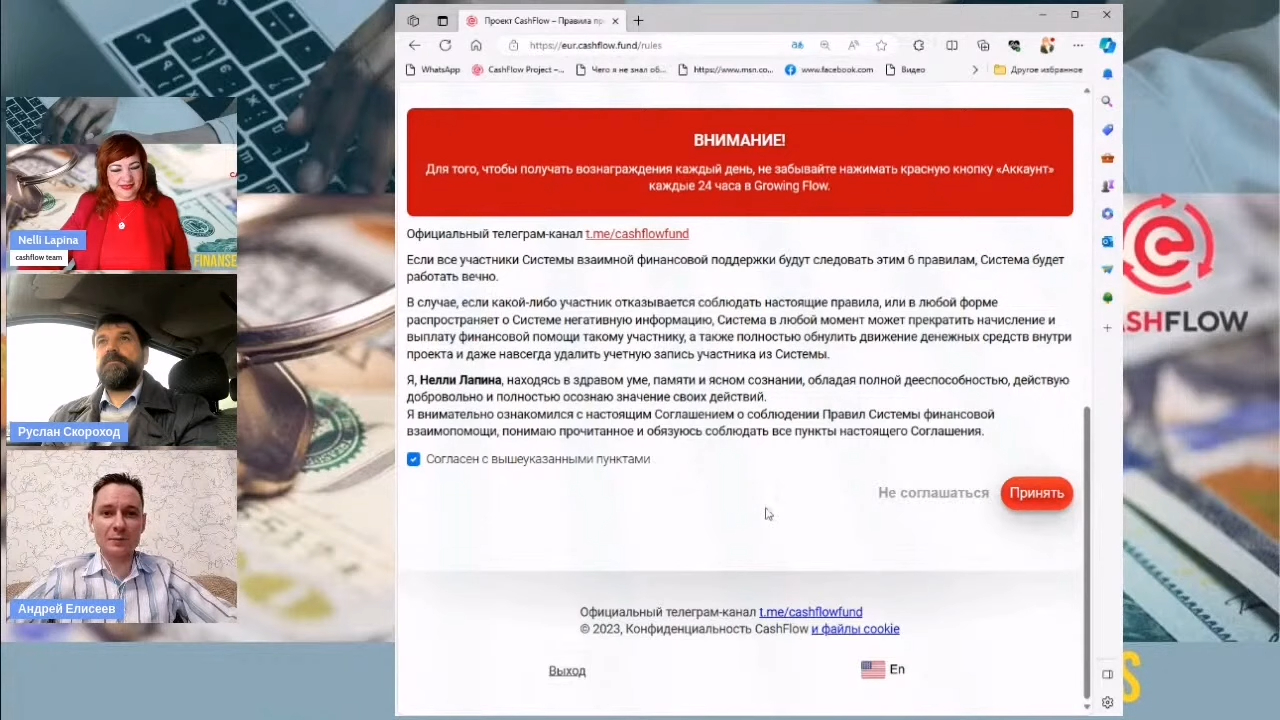 Проект CashFlow – Правила пр
https://eur.cashflow.fund/rules
WhatsApp
CashFlow Project –...
Чего я не знал об...
https://www.msn.co...
www.facebook.com
Видео
Другое избранное
ВНИМАНИЕ!
Для того, чтобы получать вознаграждения каждый день, не забывайте нажимать красную кнопку «Аккаунт»
каждые 24 часа в Growing Flow.
Официальный телеграм-канал t.me/cashflowfund
Если все участники Системы взаимной финансовой поддержки будут следовать этим 6 правилам, Система будет
работать вечно.
В случае, если какой-либо участник отказывается соблюдать настоящие правила, или в любой форме
распространяет о Системе негативную информацию, Система в любой момент может прекратить начисление и
выплату финансовой помощи такому участнику, а также полностью обнулить движение денежных средств внутри
проекта и даже навсегда удалить учетную запись участника из Системы.
Я, Нелли Лапина, находясь в здравом уме, памяти и ясном сознании, обладая полной дееспособностью, действую
добровольно и полностью осознаю значение своих действий.
Я внимательно ознакомился с настоящим Соглашением о соблюдении Правил Системы финансовой
взаимопомощи, понимаю прочитанное и обязуюсь соблюдать все пункты настоящего Соглашения.
Согласен с вышеуказанными пунктами
Не соглашаться
Принять
Официальный телеграм-канал t.me/cashflowfund
© 2023, Конфиденциальность CashFlow и файлы cookie
Выход
En
Nelli Lapina
cashflow team
FINANSE
Руслан Скороход
Андрей Елисеев
SHFLOW
S